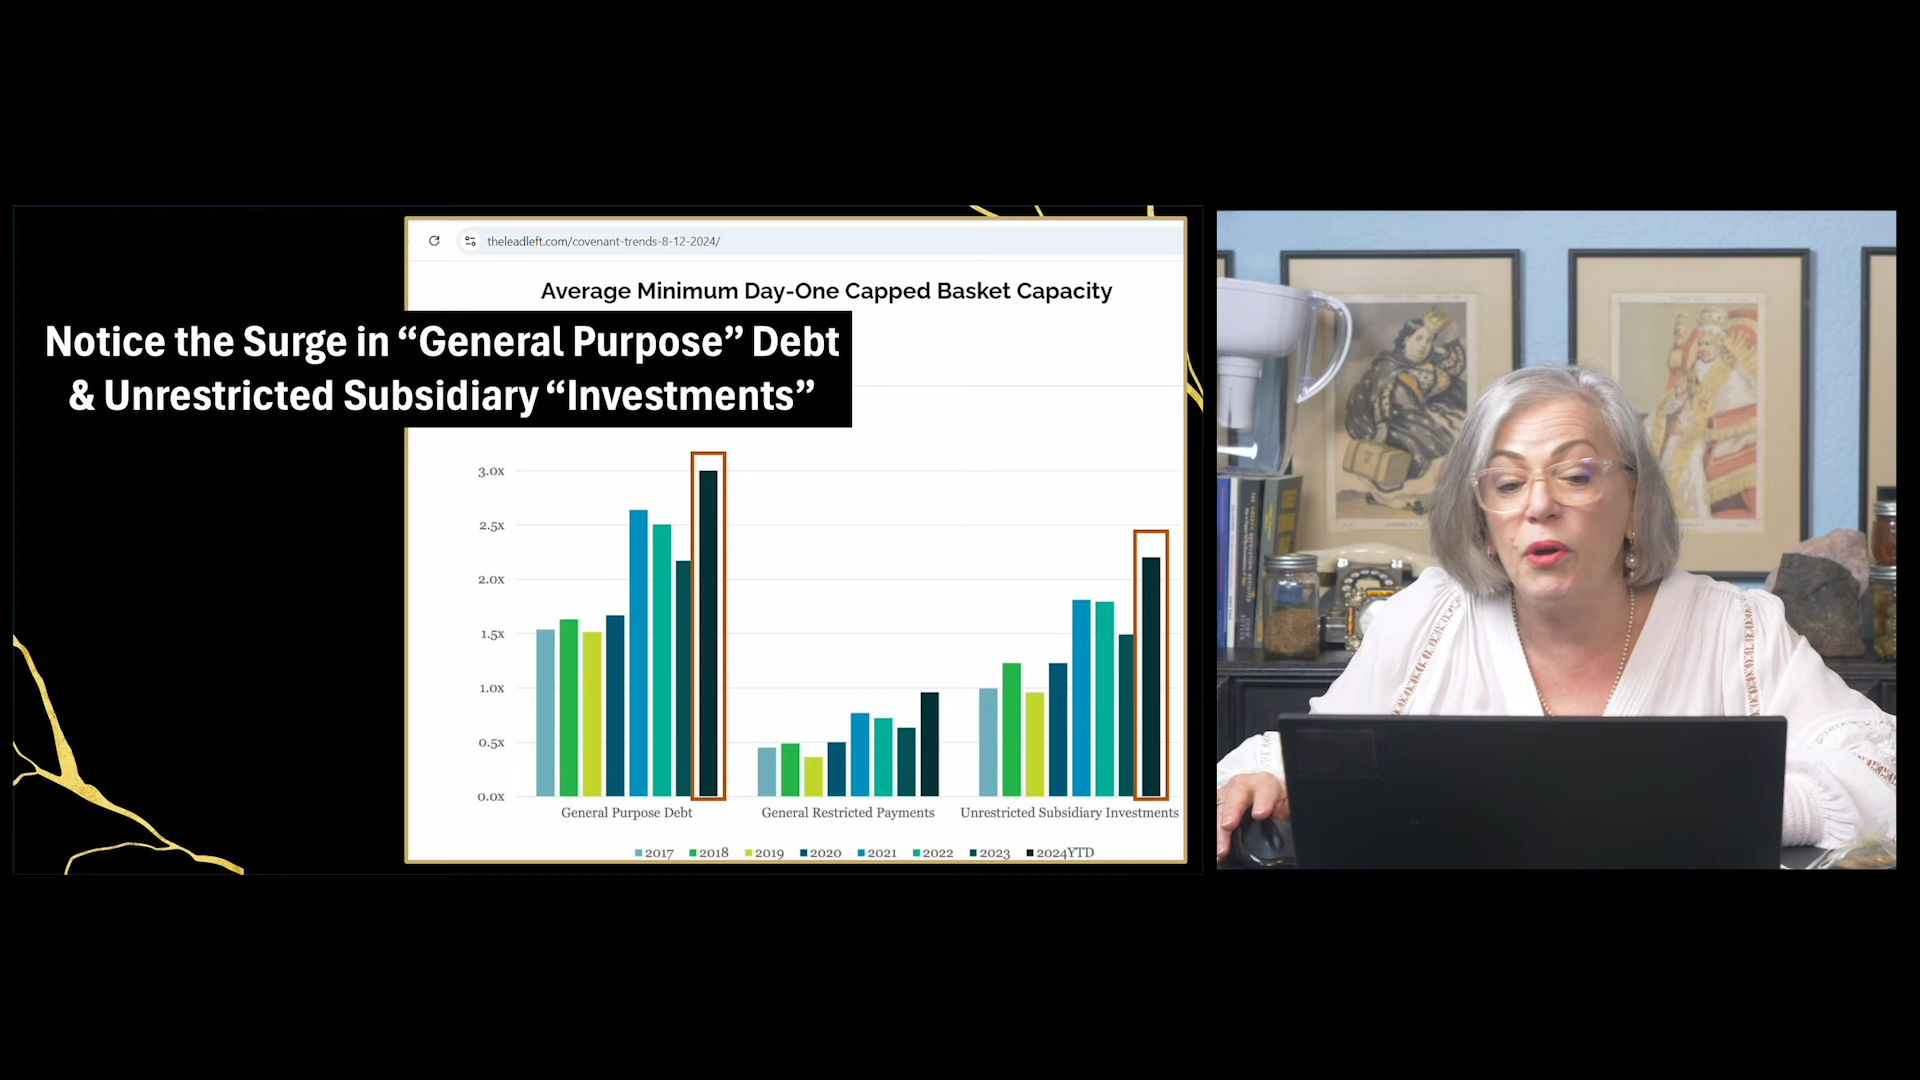 theleadleft.com/covenant-trends-8-12-2024/
Average Minimum Day-One Capped Basket Capacity
Notice the Surge in “General Purpose” Debt
& Unrestricted Subsidiary “Investments”
3.0x
2.5x
2.0x
1.5x
1.0x
0.5x
0.0x
General Purpose Debt
General Restricted Payments
Unrestricted Subsidiary Investments
2017 2018 2019 2020 2021 2022 2023 2024YTD